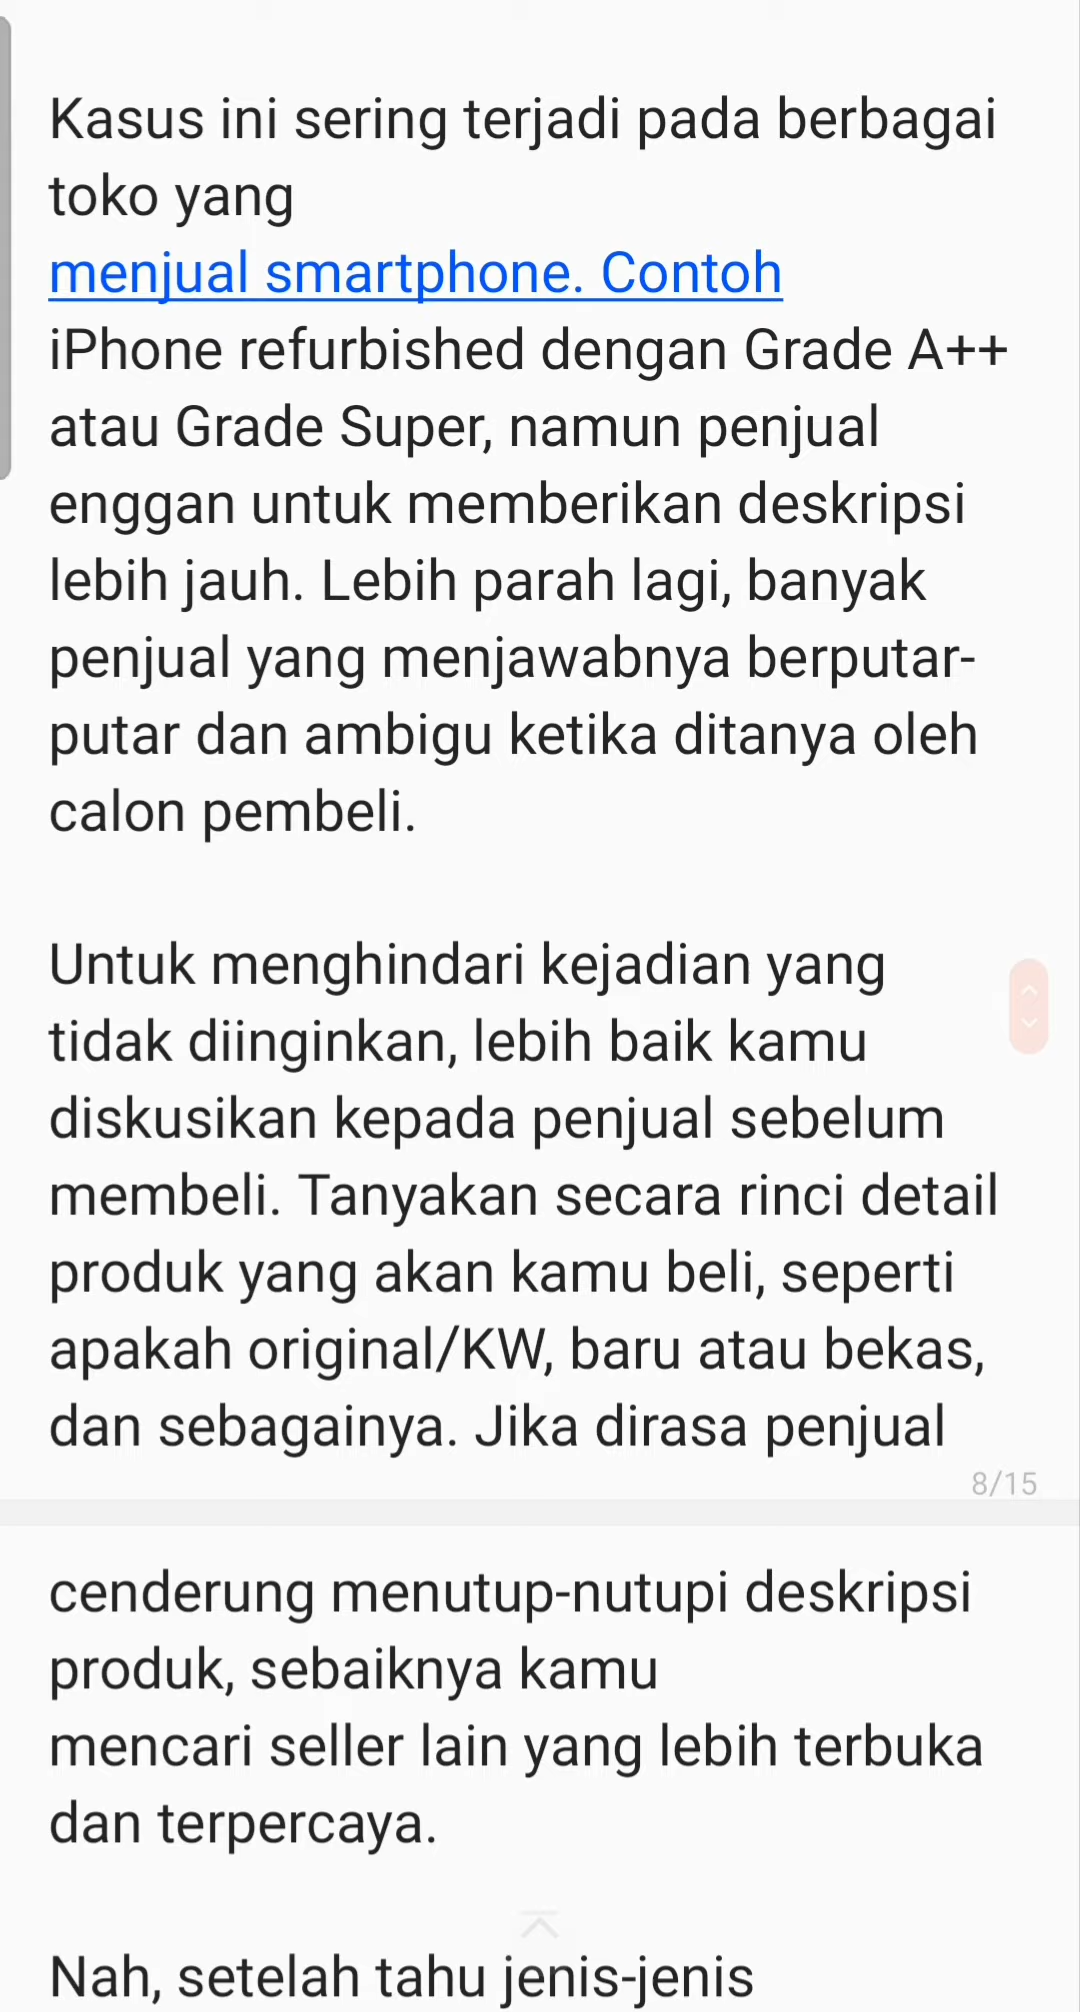 Kasus ini sering terjadi pada berbagai
toko yang
menjual smartphone. Contoh
iPhone refurbished dengan Grade A++
atau Grade Super, namun penjual
enggan untuk memberikan deskripsi
lebih jauh. Lebih parah lagi, banyak
penjual yang menjawabnya berputar-
putar dan ambigu ketika ditanya oleh
calon pembeli.
Untuk menghindari kejadian yang
tidak diinginkan, lebih baik kamu
diskusikan kepada penjual sebelum
membeli. Tanyakan secara rinci detail
produk yang akan kamu beli, seperti
apakah original/KW, baru atau bekas,
dan sebagainya. Jika dirasa penjual
8/15
cenderung menutup-nutupi deskripsi
produk, sebaiknya kamu
mencari seller lain yang lebih terbuka
dan terpercaya.
Nah, setelah tahu jenis-jenis